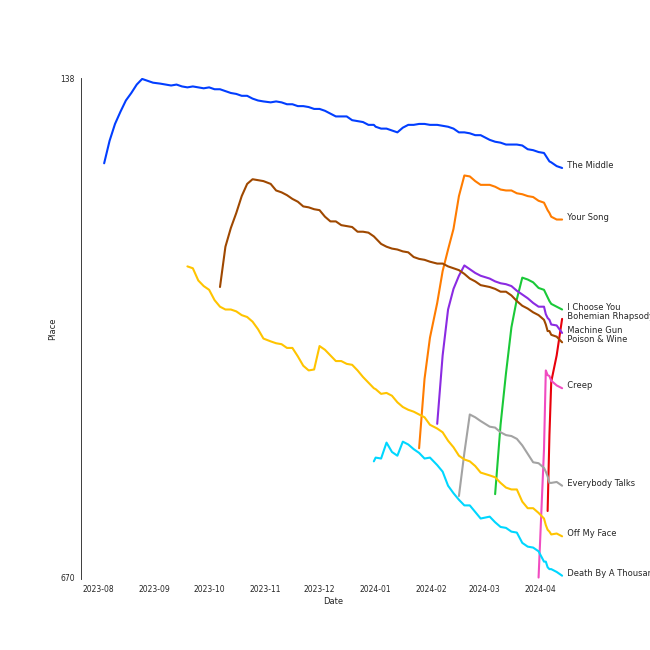 138
The Middle
Your Song
I Choose You
Bohemian Rhapsody
Machine Gun
Poison & Wine
Place
Creep
Everybody Talks
Off My Face
Death By A Thousan
670
2023-08 2023-09 2023-10 2023-11 2023-12 2024-01 2024-02 2024-03 2024-04
Date